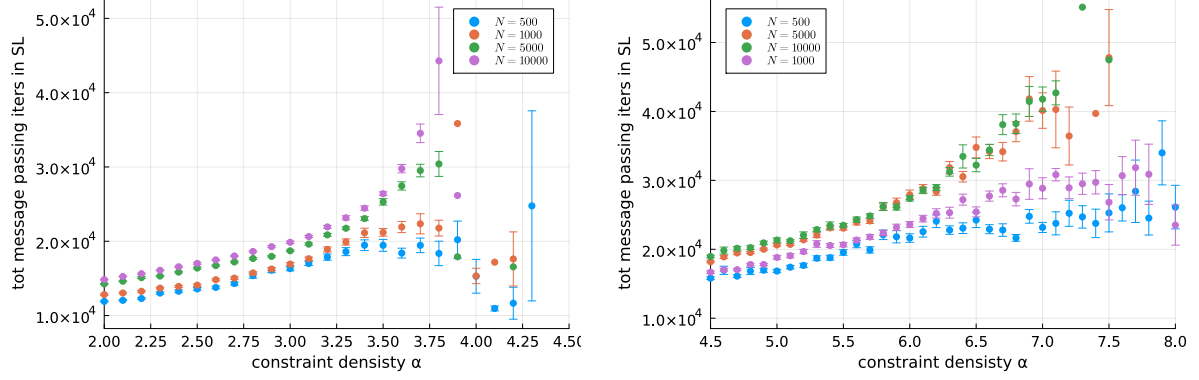 tot message passing iters in SL
5.0×10⁴
4.0×10⁴
3.0×10⁴
2.0×10⁴
1.0×10⁴
2.00 2.25 2.50 2.75 3.00 3.25 3.50 3.75 4.00 4.25 4.50
constraint densisty α
N = 500
N = 1000
N = 5000
N = 10000
tot message passing iters in SL
5.0×10⁴
4.0×10⁴
3.0×10⁴
2.0×10⁴
1.0×10⁴
4.5 5.0 5.5 6.0 6.5 7.0 7.5 8.0
constraint densisty α
N = 500
N = 5000
N = 10000
N = 1000